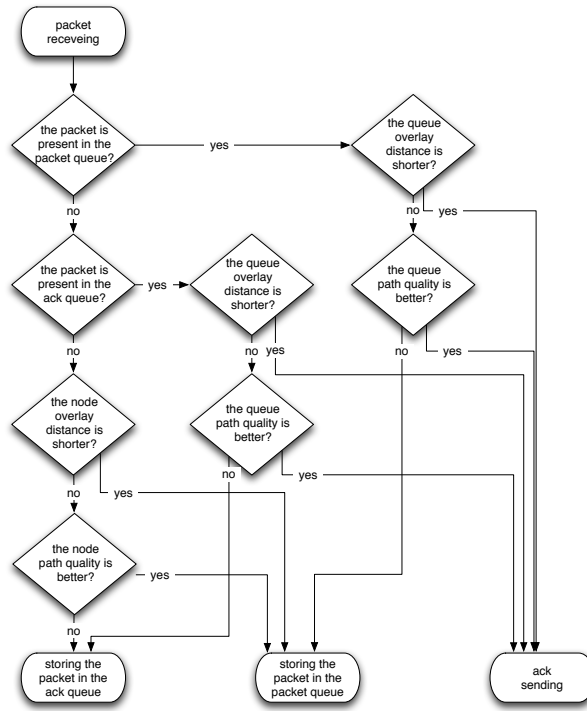 packet
receveing
the packet is
present in the
packet queue?
yes
the queue
overlay
distance is
shorter?
no
no
yes
the packet is
present in the
ack queue?
yes
the queue
overlay
distance is
shorter?
the queue
path quality is
better?
no
no
yes
no
yes
the node
overlay
distance is
shorter?
the queue
path quality is
better?
no
yes
no
yes
the node
path quality is
better?
yes
no
storing the
packet in the
ack queue
storing the
packet in the
packet queue
ack
sending